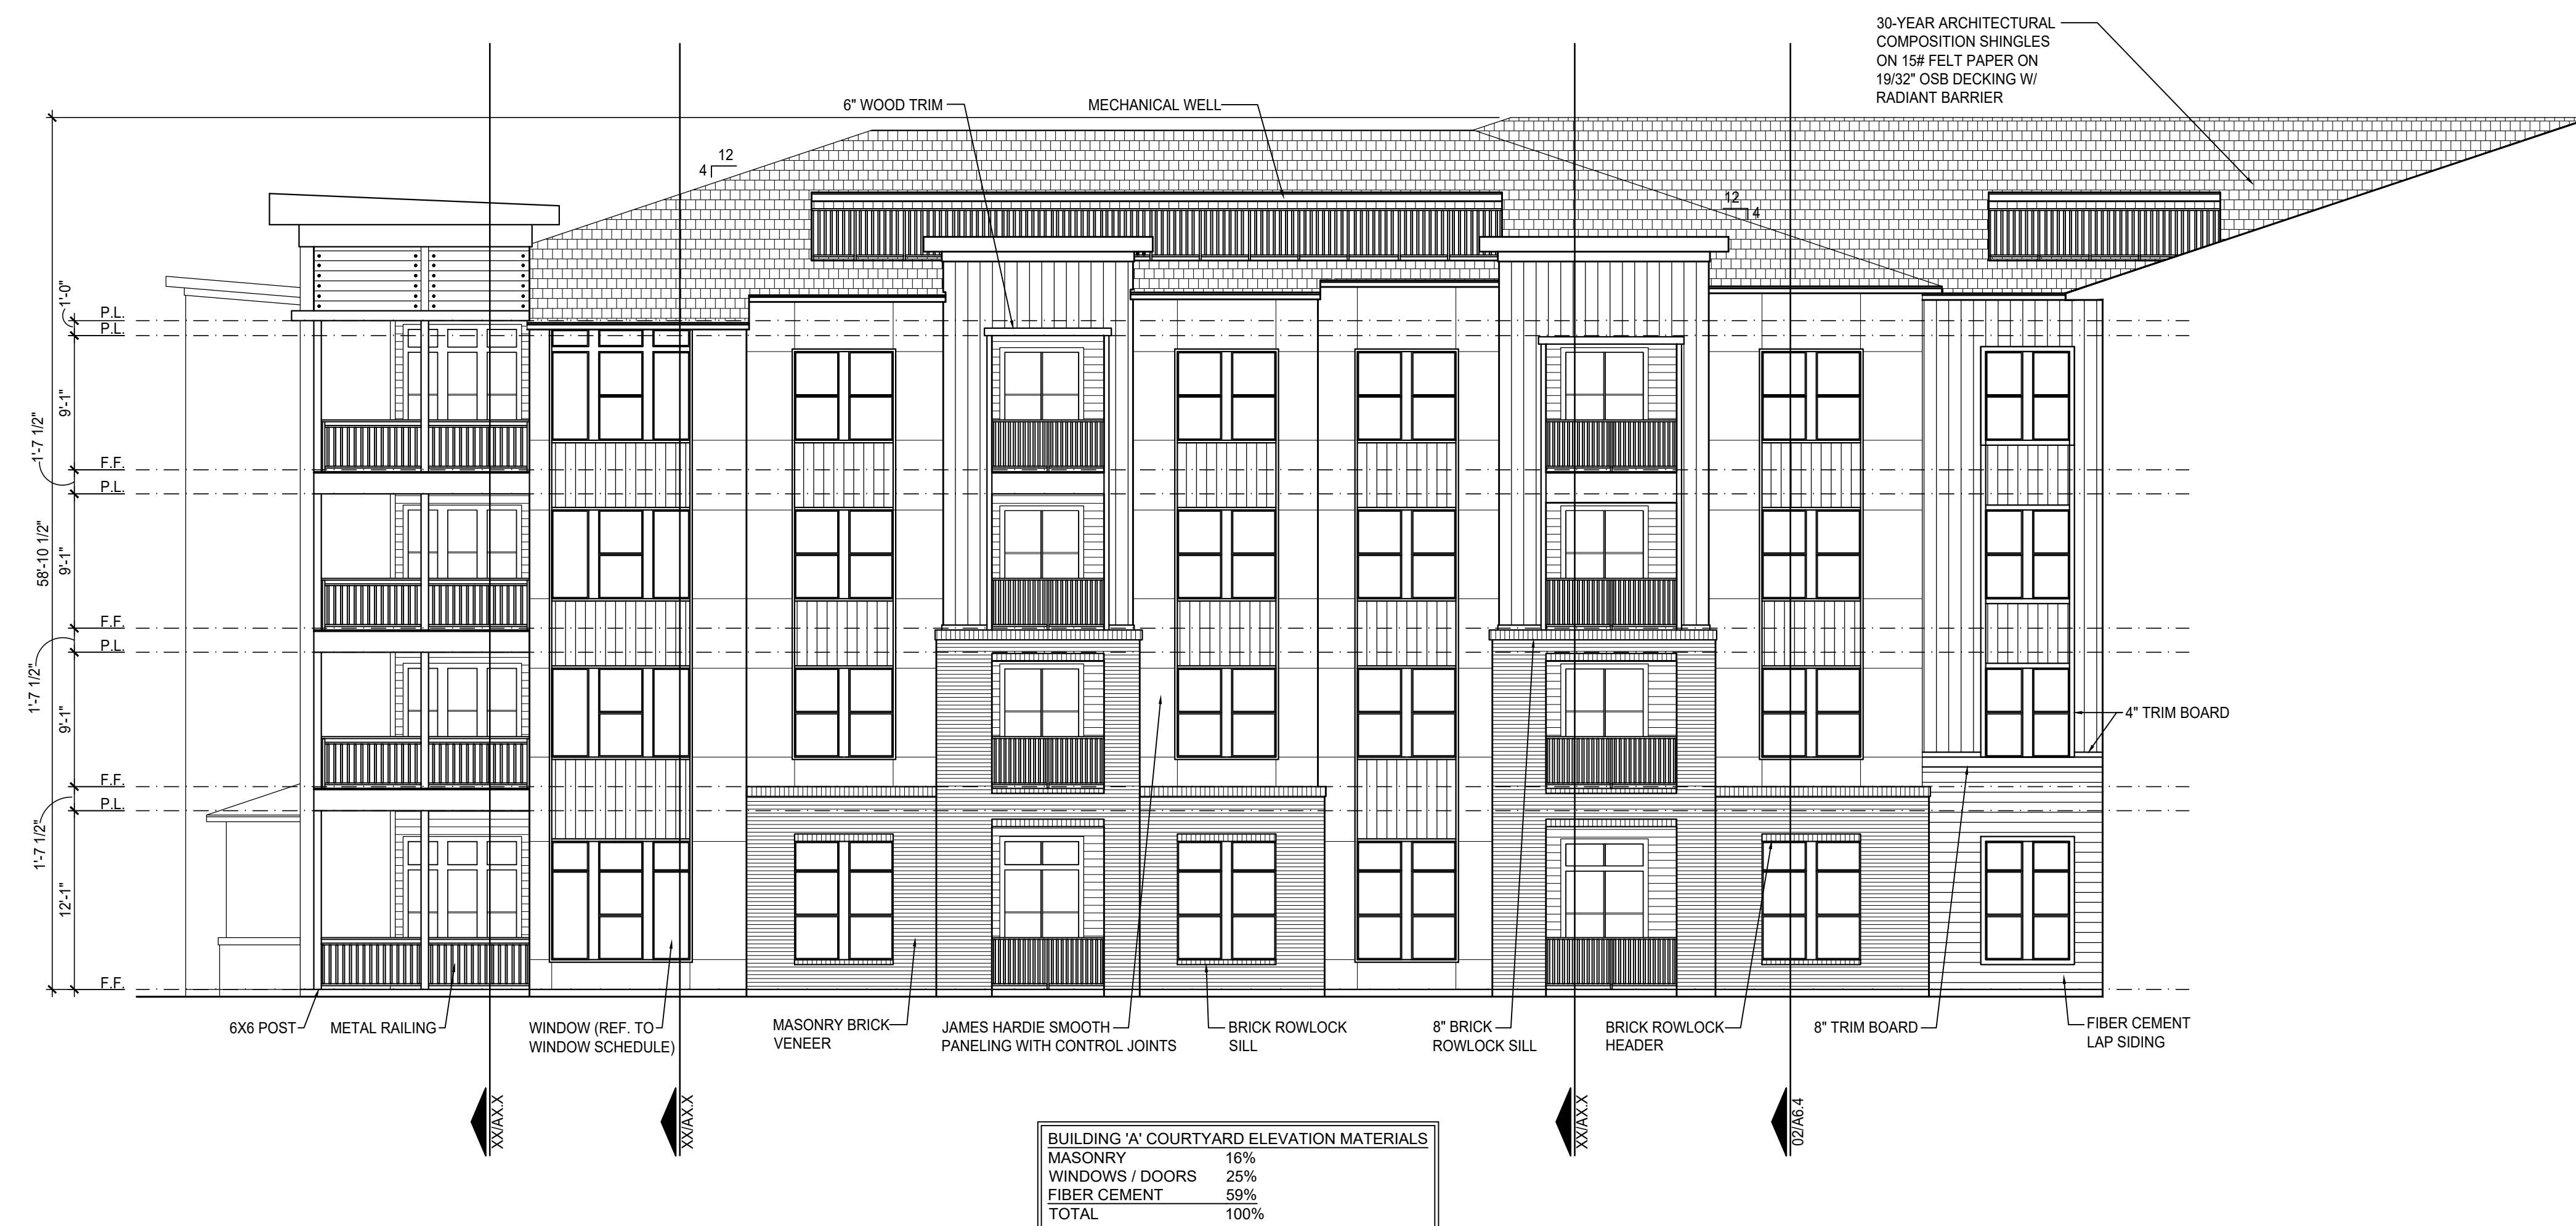 30-YEAR ARCHITECTURAL
COMPOSITION SHINGLES
ON 15# FELT PAPER ON
19/32" OSB DECKING W/
RADIANT BARRIER
6" WOOD TRIM
MECHANICAL WELL
12
4
12
4
1'-0"
P.L.
P.L.
9'-1"
1'-7 1/2"
F.F.
P.L.
58'-10 1/2"
9'-1"
F.F.
P.L.
1'-7 1/2"
9'-1"
4" TRIM BOARD
F.F.
P.L.
1'-7 1/2"
12'-1"
F.F.
6X6 POST
METAL RAILING
WINDOW (REF. TO
WINDOW SCHEDULE)
MASONRY BRICK
VENEER
JAMES HARDIE SMOOTH
PANELING WITH CONTROL JOINTS
BRICK ROWLOCK
SILL
8" BRICK
ROWLOCK SILL
BRICK ROWLOCK
HEADER
8" TRIM BOARD
FIBER CEMENT
LAP SIDING
XX/AX.X
XX/AX.X
XX/AX.X
02/A6.4
BUILDING 'A' COURTYARD ELEVATION MATERIALS
MASONRY 16%
WINDOWS / DOORS 25%
FIBER CEMENT 59%
TOTAL 100%